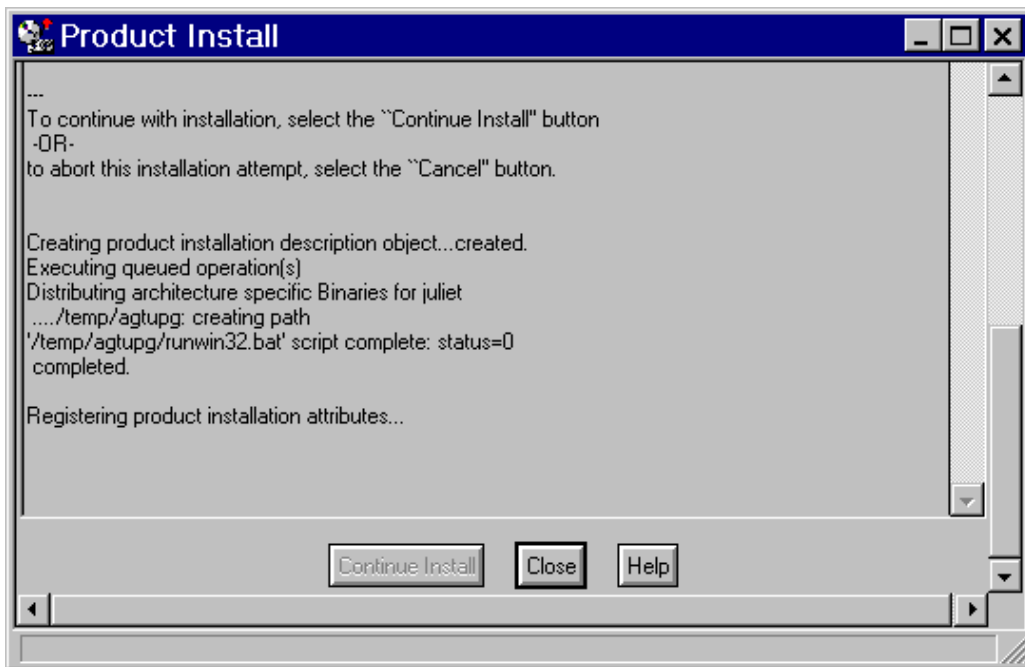 Product Install
---
To continue with installation, select the ``Continue Install'' button
-OR-
to abort this installation attempt, select the ``Cancel'' button.
Creating product installation description object...created.
Executing queued operation(s)
Distributing architecture specific Binaries for juliet
..../temp/agtupg: creating path
'/temp/agtupg/runwin32.bat' script complete: status=0
completed.
Registering product installation attributes...
Continue Install
Close
Help